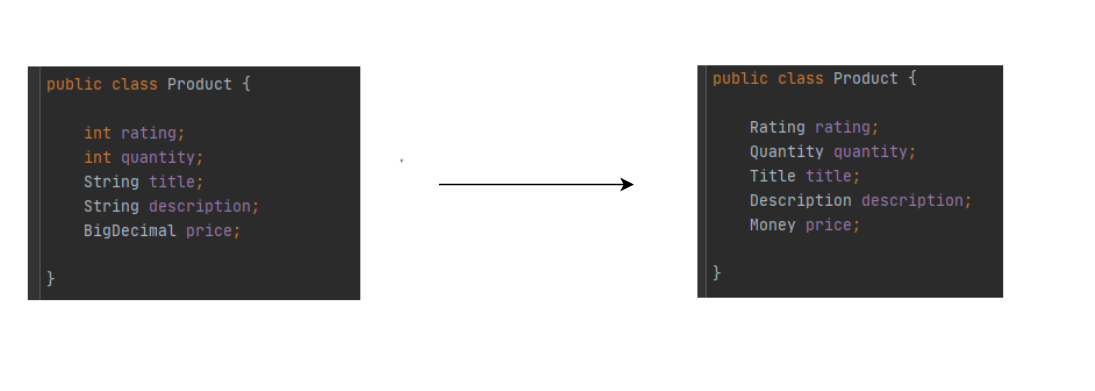 public class Product {
int rating;
int quantity;
String title;
String description;
BigDecimal price;
}
public class Product {
Rating rating;
Quantity quantity;
Title title;
Description description;
Money price;
}